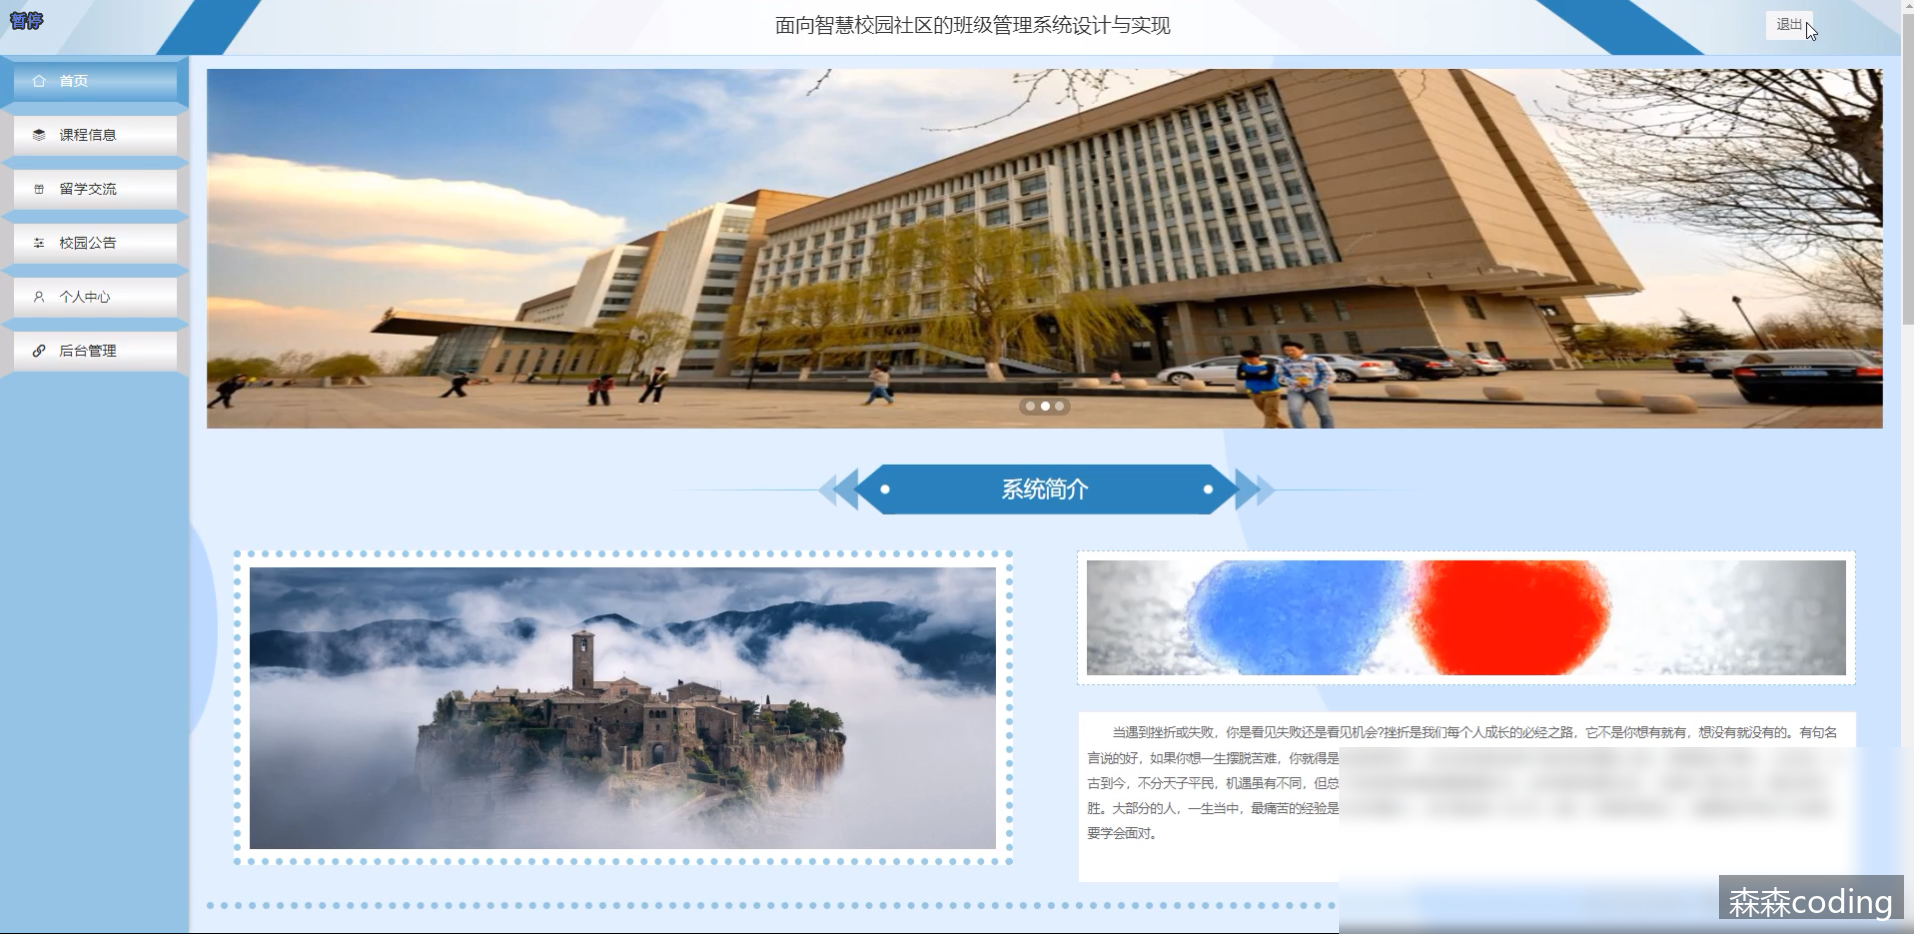 暂停
面向智慧校园社区的班级管理系统设计与实现
退出
首页
课程信息
留学交流
校园公告
个人中心
后台管理
系统简介
当遇到挫折或失败，你是看见失败还是看见机会?挫折是我们每个人成长的必经之路，它不是你想有就有，想没有就没有的。有句名
言说的好，如果你想一生摆脱苦难，你就得是
古到今，不分天子平民，机遇虽有不同，但总
胜。大部分的人，一生当中，最痛苦的经验是
要学会面对。
森森coding